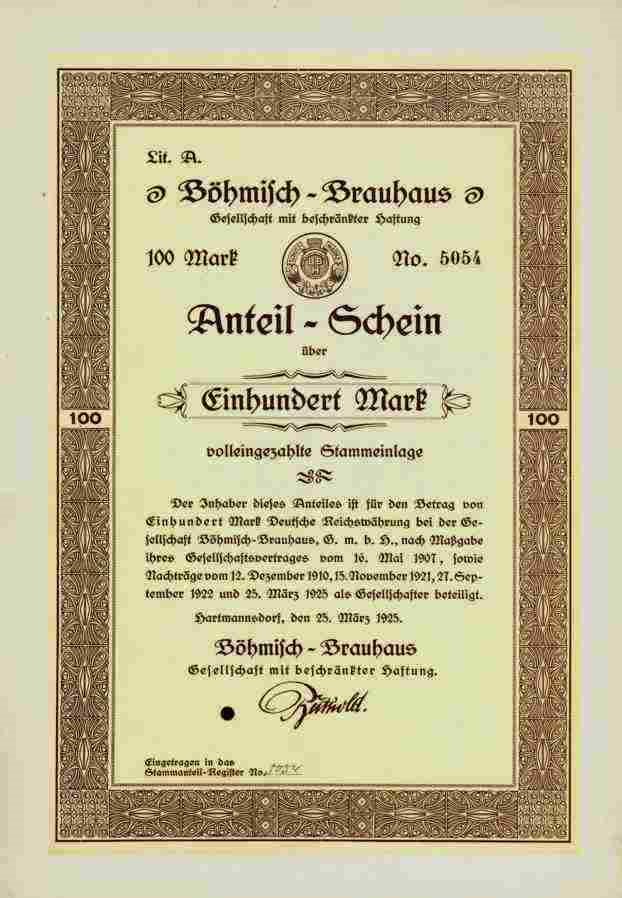 Lit. A.
Böhmisch - Brauhaus
Gesellschaft mit beschränkter Haftung
100 Mark No. 5054
Anteil - Schein
über
Einhundert Mark
100 100
volleingezahlte Stammeinlage
Der Inhaber dieses Anteiles ist für den Betrag von
Einhundert Mark Deutsche Reichswährung bei der Ge-
sellschaft Böhmisch-Brauhaus, G. m. b. H., nach Maßgabe
ihres Gesellschaftsvertrages vom 16. Mai 1907, sowie
Nachträge vom 12. Dezember 1910, 15. November 1921, 27. Sep-
tember 1922 und 25. März 1925 als Gesellschafter beteiligt.
Hartmannsdorf, den 25. März 1925.
Böhmisch - Brauhaus
Gesellschaft mit beschränkter Haftung.
Eingetragen in das
Stammanteil-Register No.